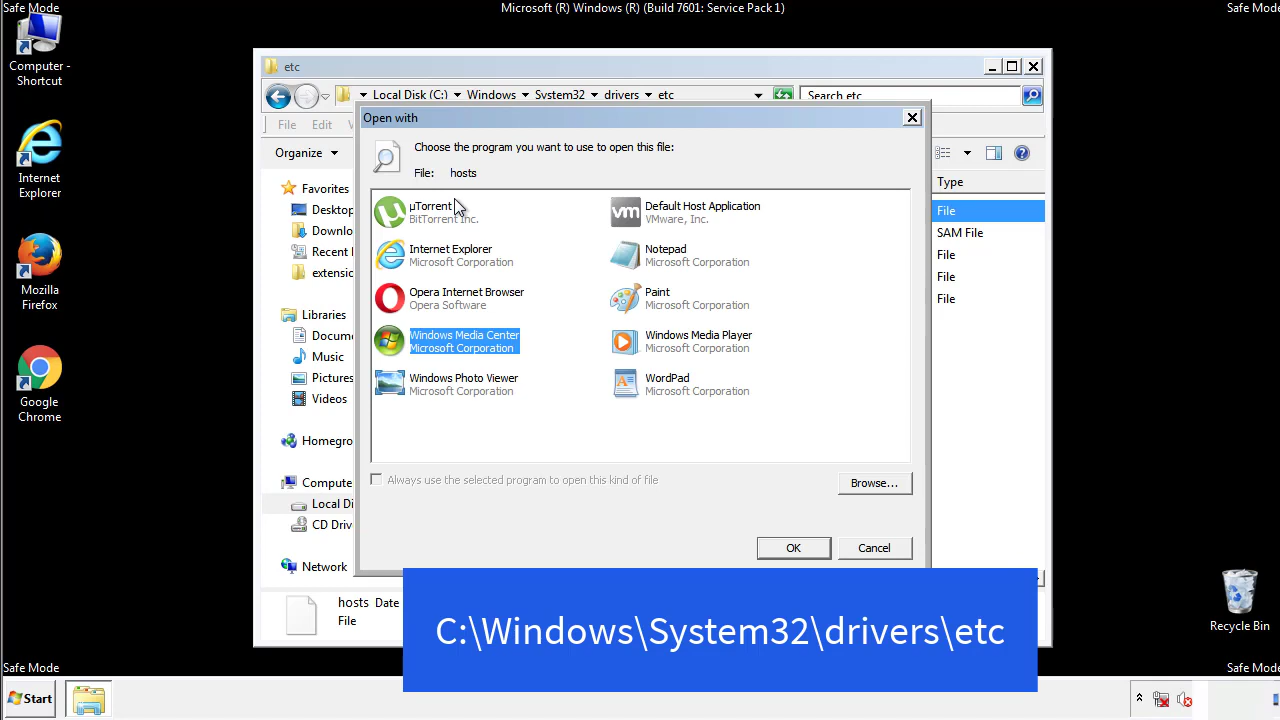 Safe Mode
Microsoft (R) Windows (R) (Build 7601: Service Pack 1)
Safe Mode
Computer - Shortcut
Internet Explorer
Mozilla Firefox
Google Chrome
etc
Local Disk (C:) Windows System32 drivers etc
Search etc
File Edit
Organize
Favorites
Desktop
Downlo
Recent
extensio
Libraries
Docume
Music
Pictures
Videos
Homegro
Compute
Local Di
CD Driv
Network
Type
File
SAM File
File
File
File
Open with
Choose the program you want to use to open this file:
File: hosts
µTorrent
BitTorrent Inc.
Default Host Application
VMware, Inc.
Internet Explorer
Microsoft Corporation
Notepad
Microsoft Corporation
Opera Internet Browser
Opera Software
Paint
Microsoft Corporation
Windows Media Center
Microsoft Corporation
Windows Media Player
Microsoft Corporation
Windows Photo Viewer
Microsoft Corporation
WordPad
Microsoft Corporation
Always use the selected program to open this kind of file
Browse...
OK
Cancel
hosts Date
File
C:\Windows\System32\drivers\etc
Recycle Bin
Safe Mode
Safe Mode
Start